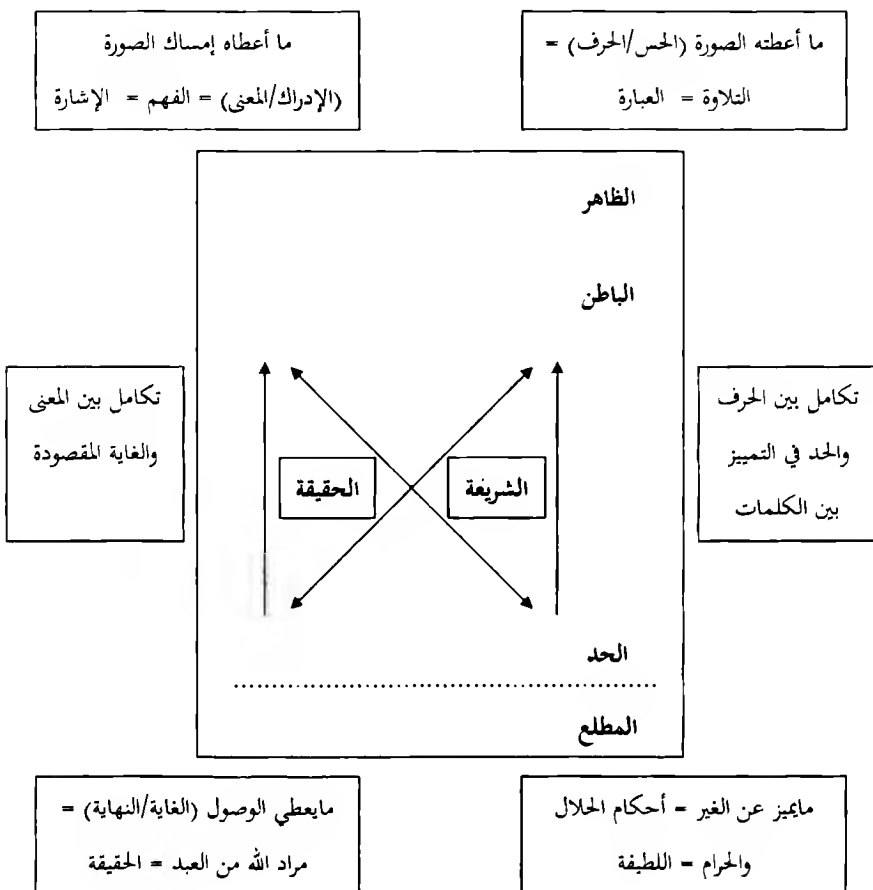 ما أعطته الصورة (الحس/الحرف) =
التلاوة = العبارة
ما أعطاه إمساك الصورة
(الإدراك/المعنى) = الفهم = الإشارة
الظاهر
الباطن
تكامل بين الحرف
والحد في التمييز
بين الكلمات
الشريعة
الحقيقة
تكامل بين المعنى
والغاية المقصودة
الحد
المطلع
مايميز عن الغير = أحكام الحلال
والحرام = اللطيفة
مايعطي الوصول (الغاية/النهاية) =
مراد الله من العبد = الحقيقة